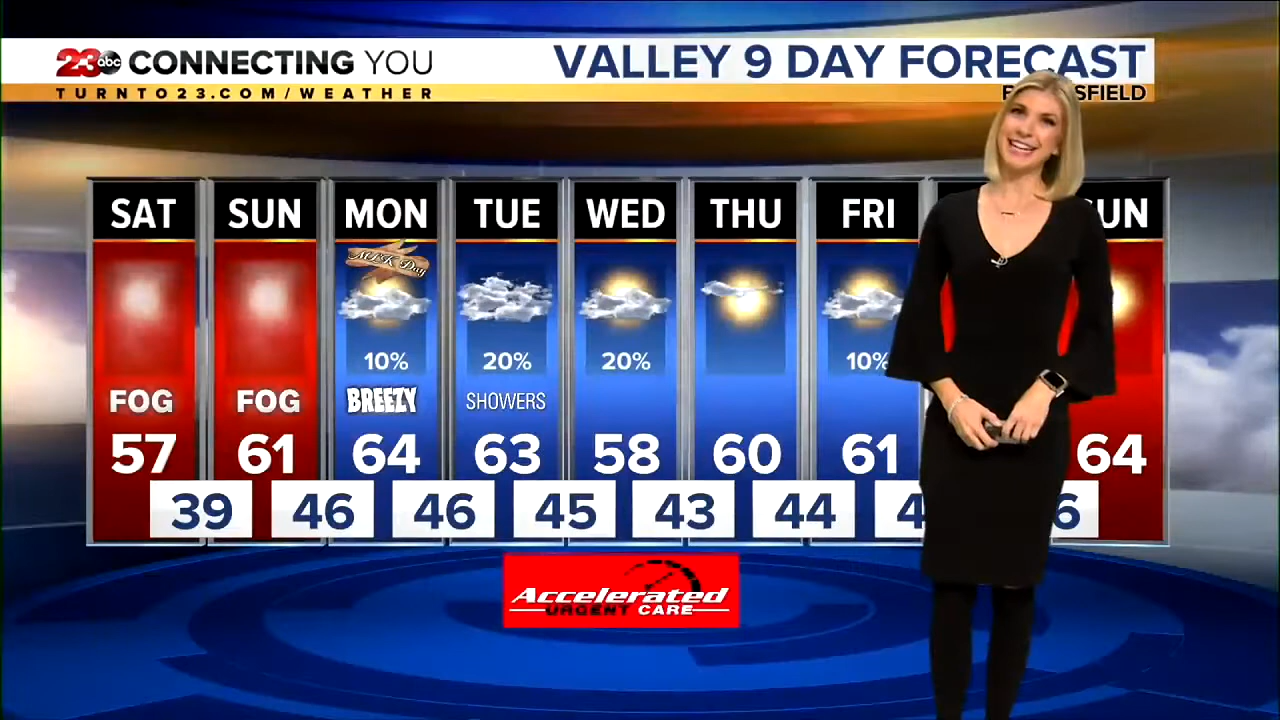 23 abc CONNECTING YOU
TURNTO23.COM/WEATHER
VALLEY 9 DAY FORECAST
SAT SUN MON TUE WED THU FRI
MLK Day
10% 20% 20% 10%
FOG FOG BREEZY SHOWERS
57 61 64 63 58 60 61 64
39 46 46 45 43 44
Accelerated
URGENT CARE